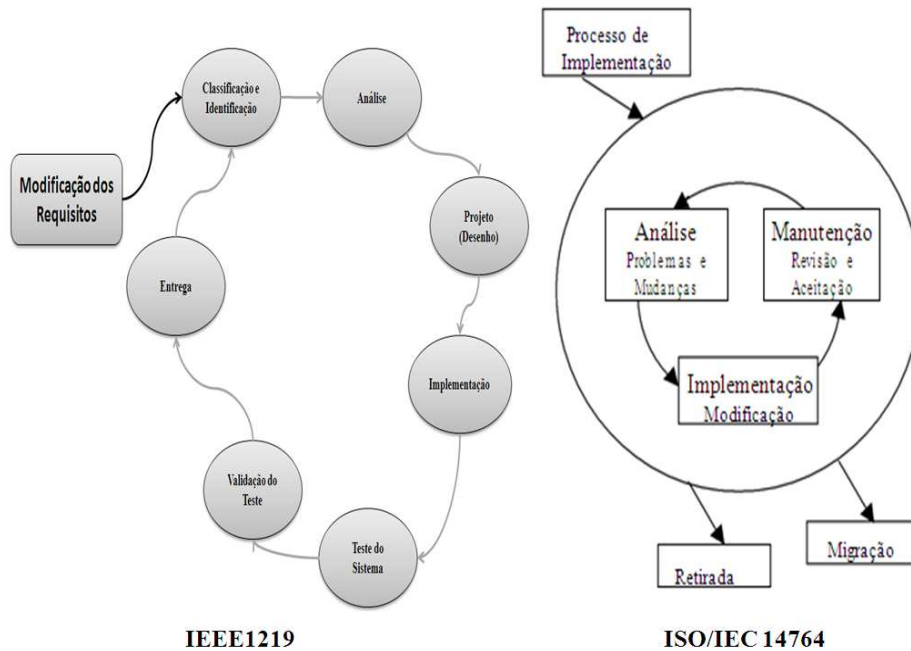 Classificação e
Identificação
Análise
Modificação dos
Requisitos
Projeto
(Desenho)
Entrega
Implementação
Validação do
Teste
Teste do
Sistema
IEEE1219
Processo de
Implementação
Análise
Problemas e
Mudanças
Manutenção
Revisão e
Aceitação
Implementação
Modificação
Retirada
Migração
ISO/IEC 14764